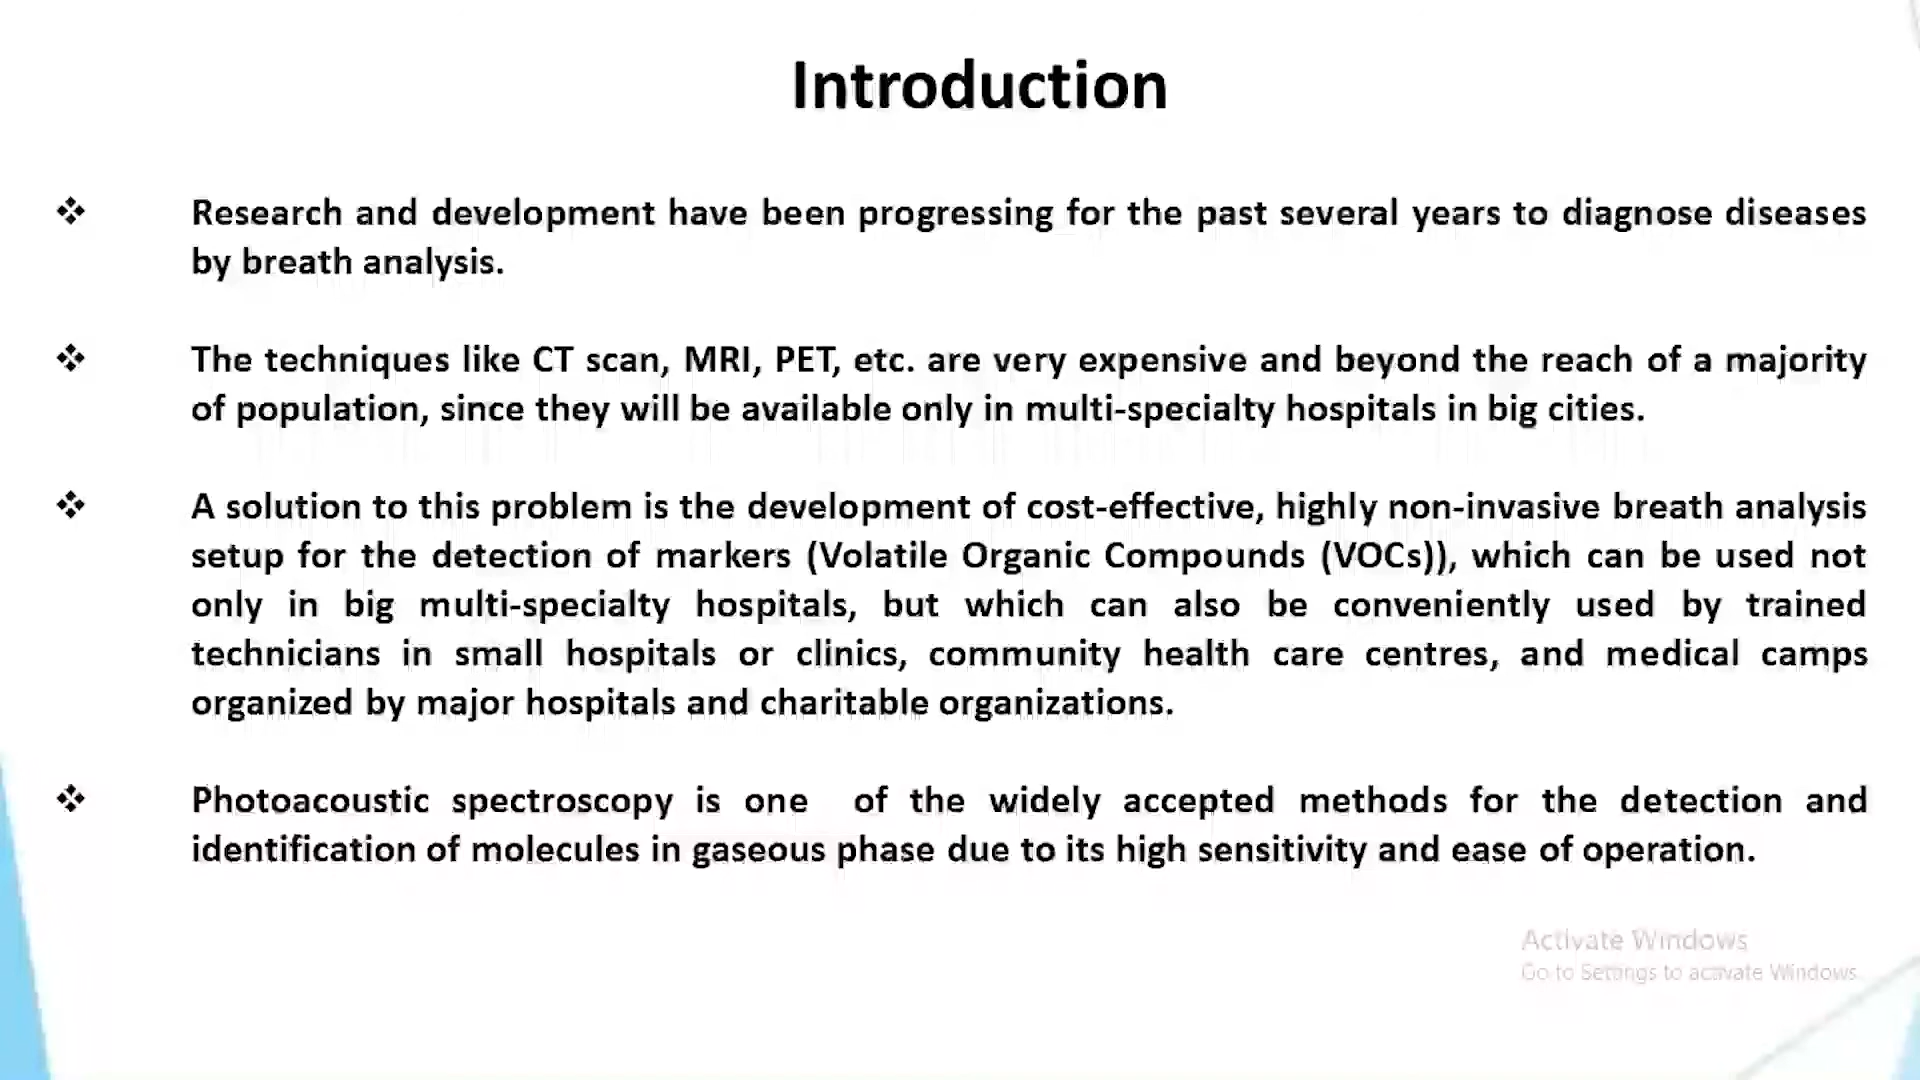 Introduction
❖ Research and development have been progressing for the past several years to diagnose diseases
by breath analysis.
❖ The techniques like CT scan, MRI, PET, etc. are very expensive and beyond the reach of a majority
of population, since they will be available only in multi-specialty hospitals in big cities.
❖ A solution to this problem is the development of cost-effective, highly non-invasive breath analysis
setup for the detection of markers (Volatile Organic Compounds (VOCs)), which can be used not
only in big multi-specialty hospitals, but which can also be conveniently used by trained
technicians in small hospitals or clinics, community health care centres, and medical camps
organized by major hospitals and charitable organizations.
❖ Photoacoustic spectroscopy is one of the widely accepted methods for the detection and
identification of molecules in gaseous phase due to its high sensitivity and ease of operation.
Activate Windows
Go to Settings to activate Windows